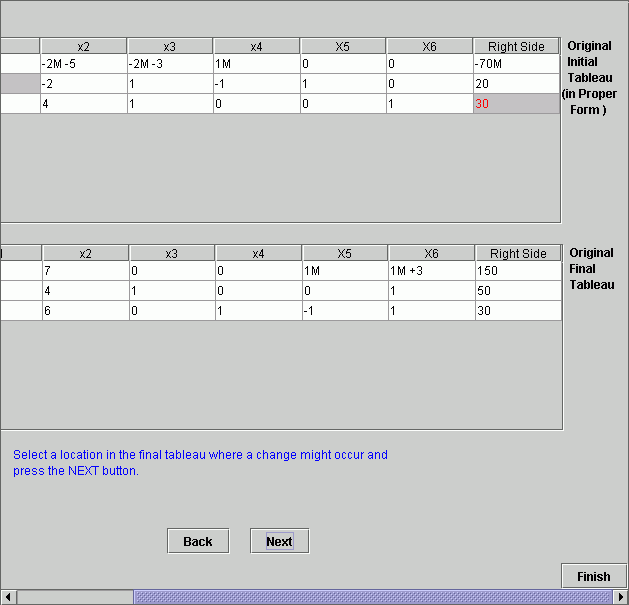 x2 x3 x4 X5 X6 Right Side
-2M -5 -2M -3 1M 0 0 -70M
-2 1 -1 1 0 20
4 1 0 0 1 30
Original
Initial
Tableau
(in Proper
Form )
x2 x3 x4 X5 X6 Right Side
7 0 0 1M 1M +3 150
4 1 0 0 1 50
6 0 1 -1 1 30
Original
Final
Tableau
Select a location in the final tableau where a change might occur and
press the NEXT button.
Back Next
Finish